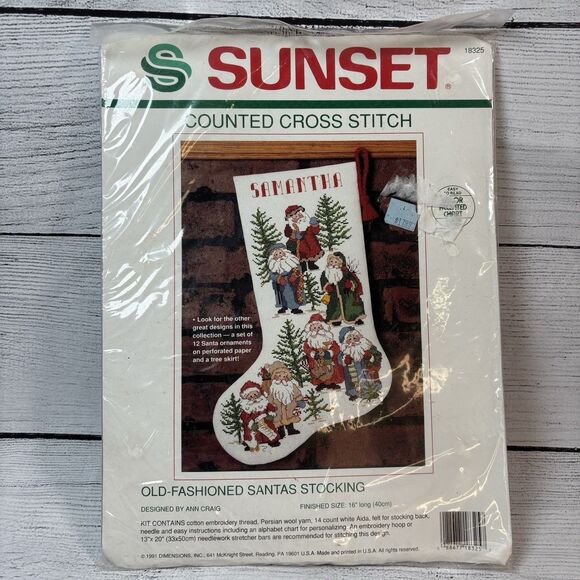 18325
SUNSET®
COUNTED CROSS STITCH
SAMANTHA
EASY
TO READ
CHART
• Look for the other
great designs in this
collection — a set of
12 Santa ornaments
on perforated paper
and a tree skirt!
OLD-FASHIONED SANTAS STOCKING
DESIGNED BY ANN CRAIG
FINISHED SIZE: 16" long (40cm)
KIT CONTAINS cotton embroidery thread, Persian wool yarn, 14 count white Aida, felt for stocking back,
needle and easy instructions including an alphabet chart for personalizing. An embroidery hoop or
13"x 20" (33x50cm) needlework stretcher bars are recommended for stitching this design.
© 1991 DIMENSIONS, INC., 641 McKnight Street, Reading, PA 19601 U.S.A. Made and printed in U.S.A. All rights reserved.